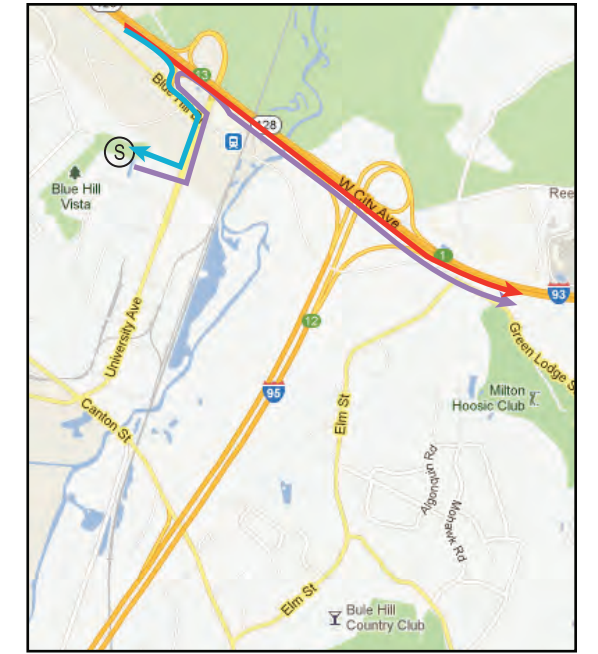 13
Blue Hill
128
S
Blue Hill
Vista
W City Ave
Ree
1
93
University Ave
12
Green Lodge S
95
Milton
Hoosic Club
Elm St
Canton St
Algonbun Rd
Mohawk Rd
Elm St
Bule Hill
Country Club